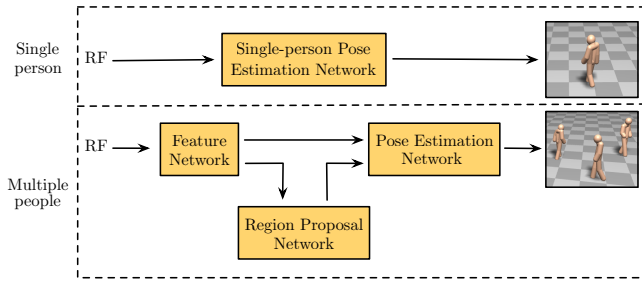 Single
person
RF
Single-person Pose
Estimation Network
Multiple
people
RF
Feature
Network
Pose Estimation
Network
Region Proposal
Network